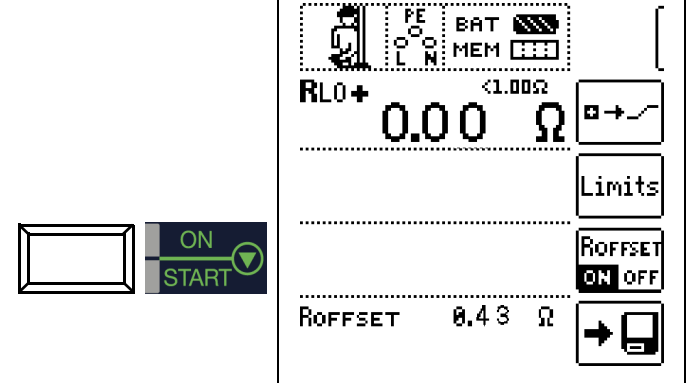 PE
BAT
L N MEM
RLO+ <1.00Ω
0.00 Ω
Limits
ON
START
ROFFSET
ON OFF
ROFFSET 0.43 Ω